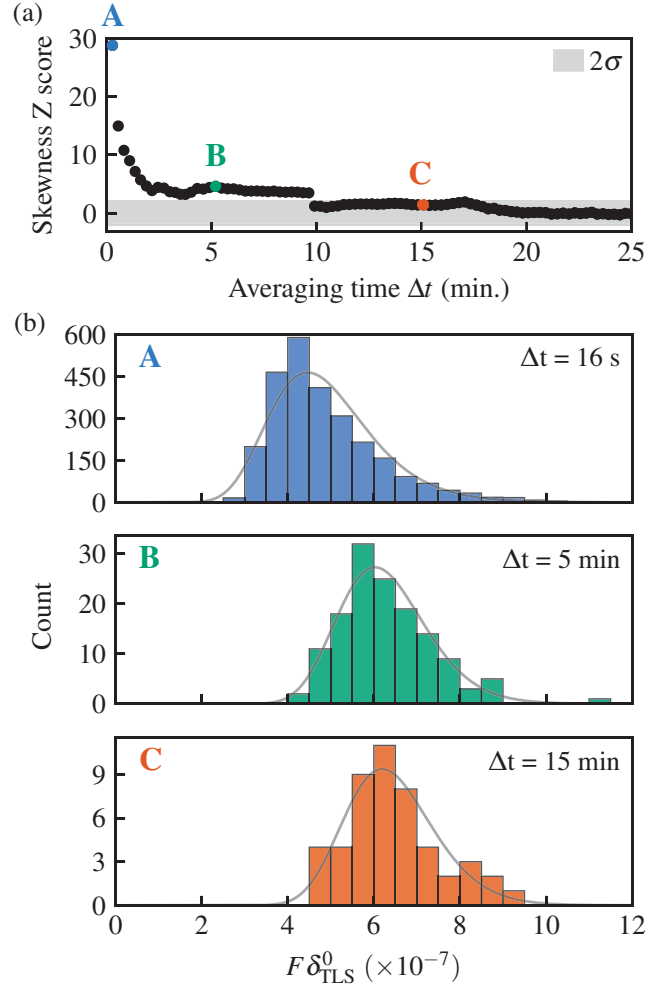 (a)
A
30
20
10
0
Skewness Z score
2σ
B
C
0 5 10 15 20 25
Averaging time Δt (min.)
(b)
600
450
300
150
0
A
Δt = 16 s
30
20
10
0
B
Δt = 5 min
Count
9
6
3
0
C
Δt = 15 min
0 2 4 6 8 10 12
F δ⁰_TLS (×10⁻⁷)